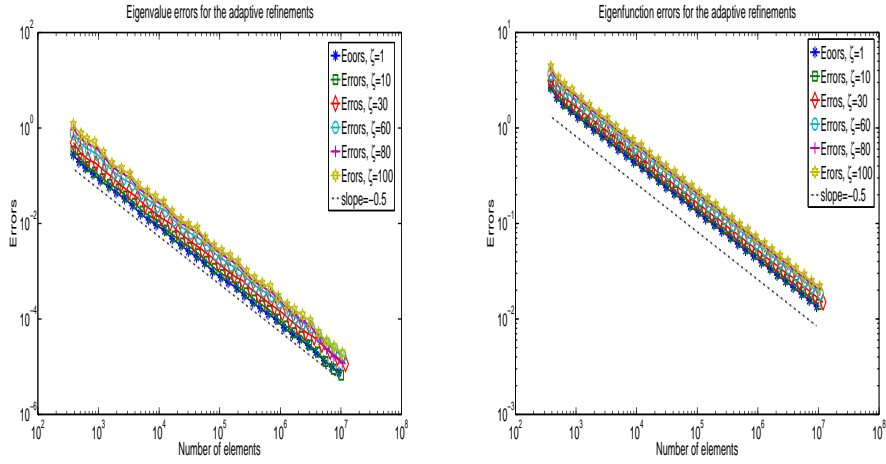 Eigenvalue errors for the adaptive refinements
Errors
10^2
10^0
10^−2
10^−4
10^−6
10^2
10^3
10^4
10^5
10^6
10^7
10^8
Number of elements
Eoors, ζ=1
Errors, ζ=10
Erros, ζ=30
Errors, ζ=60
Errors, ζ=80
Erors, ζ=100
slope=−0.5
Eigenfunction errors for the adaptive refinements
Errors
10^1
10^0
10^−1
10^−2
10^−3
10^2
10^3
10^4
10^5
10^6
10^7
10^8
Number of elements
Eoors, ζ=1
Errors, ζ=10
Erros, ζ=30
Errors, ζ=60
Errors, ζ=80
Erors, ζ=100
slope=−0.5